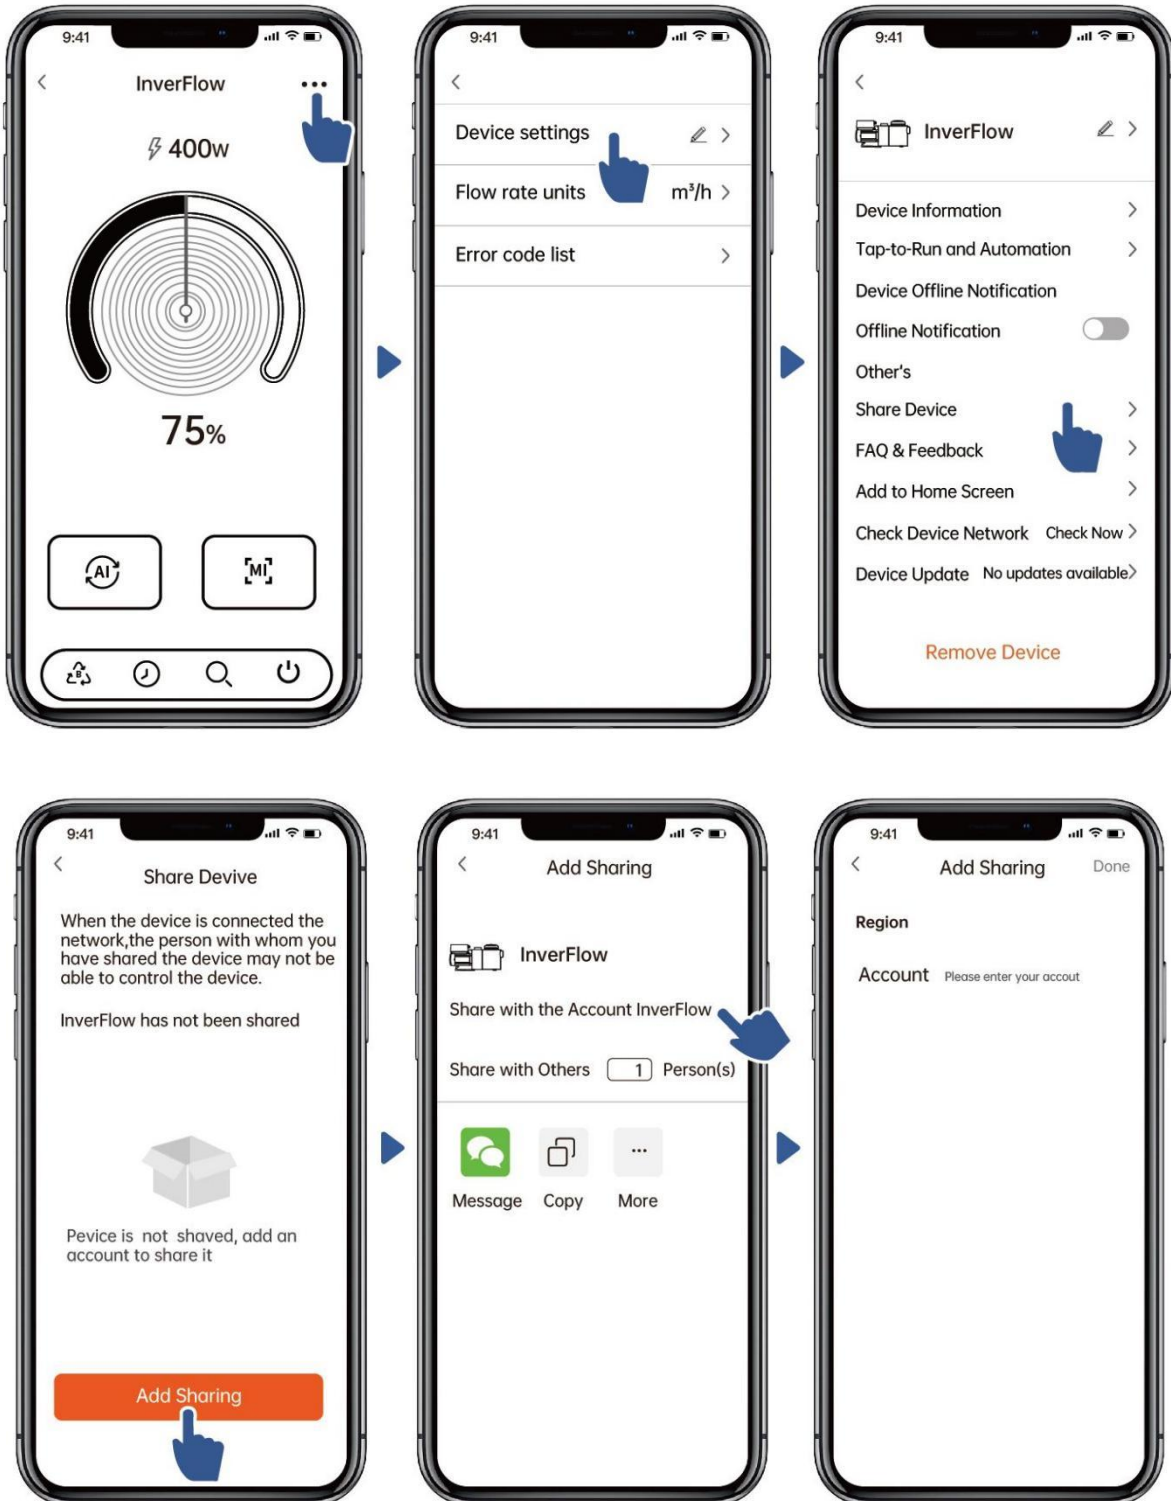 9:41
InverFlow
•••
400W
75%
AI
MI
B
9:41
Device settings
Flow rate units m³/h
Error code list
9:41
InverFlow
Device Information
Tap-to-Run and Automation
Device Offline Notification
Offline Notification
Other's
Share Device
FAQ & Feedback
Add to Home Screen
Check Device Network Check Now
Device Update No updates available
Remove Device
9:41
Share Devive
When the device is connected the
network,the person with whom you
have shared the device may not be
able to control the device.
InverFlow has not been shared
Pevice is not shaved, add an
account to share it
Add Sharing
9:41
Add Sharing
InverFlow
Share with the Account InverFlow
Share with Others 1 Person(s)
Message Copy More
9:41
Add Sharing Done
Region
Account Please enter your accout